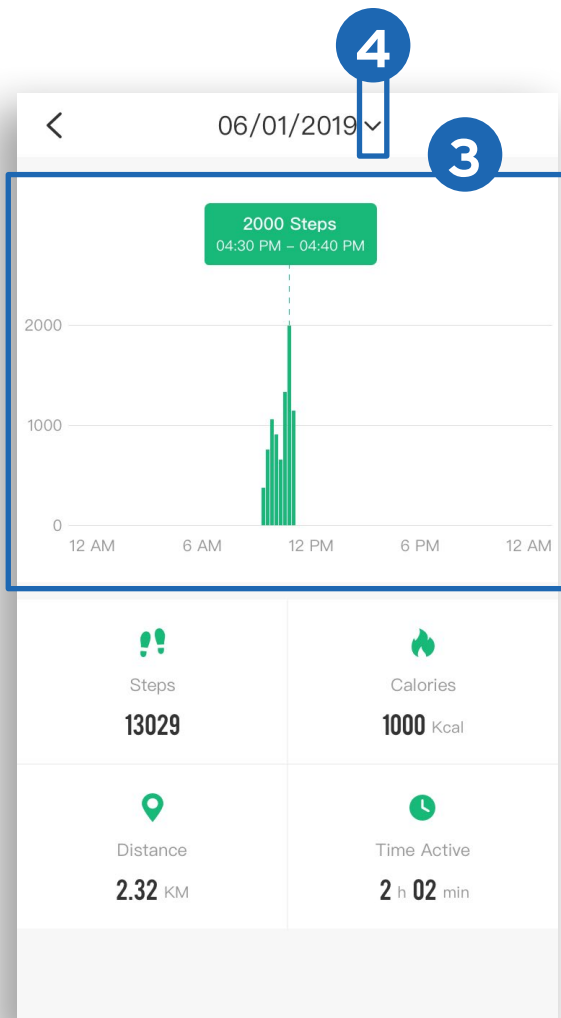 4
06/01/2019
3
2000 Steps
04:30 PM – 04:40 PM
2000
1000
0
12 AM 6 AM 12 PM 6 PM 12 AM
Steps Calories
13029 1000 Kcal
Distance Time Active
2.32 KM 2 h 02 min